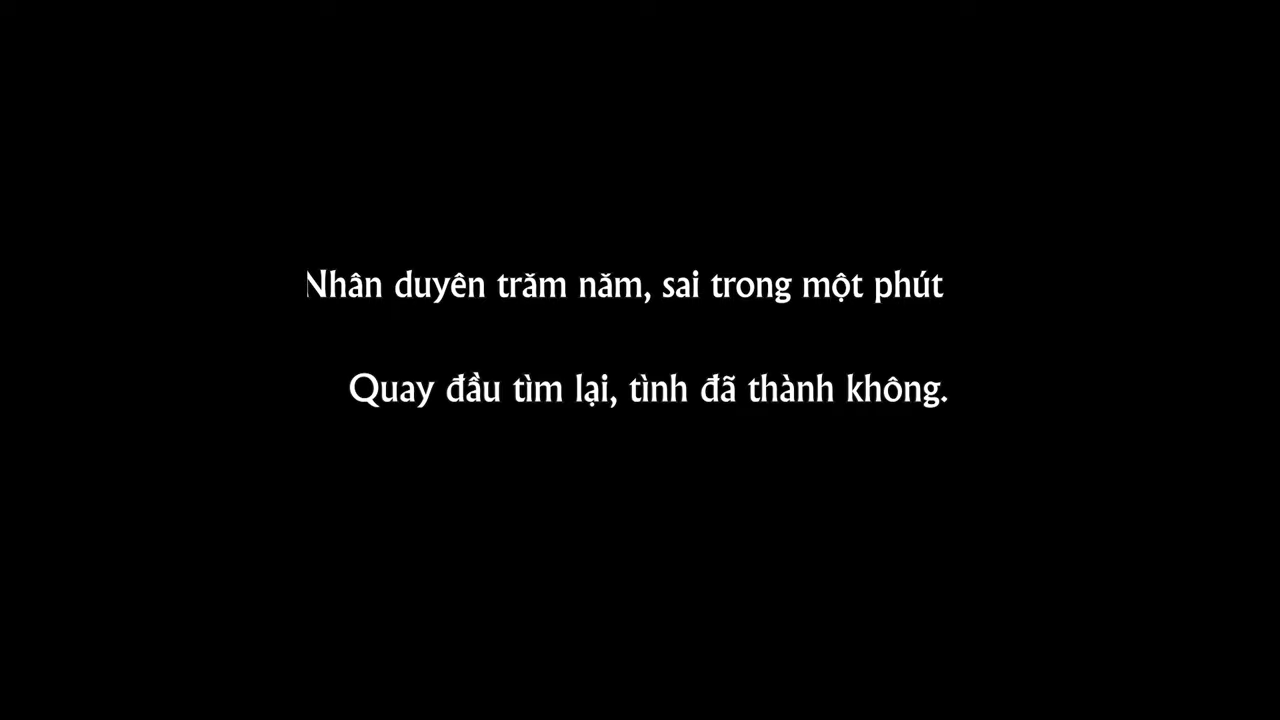 Nhân duyên trăm năm, sai trong một phút
Quay đầu tìm lại, tình đã thành không.